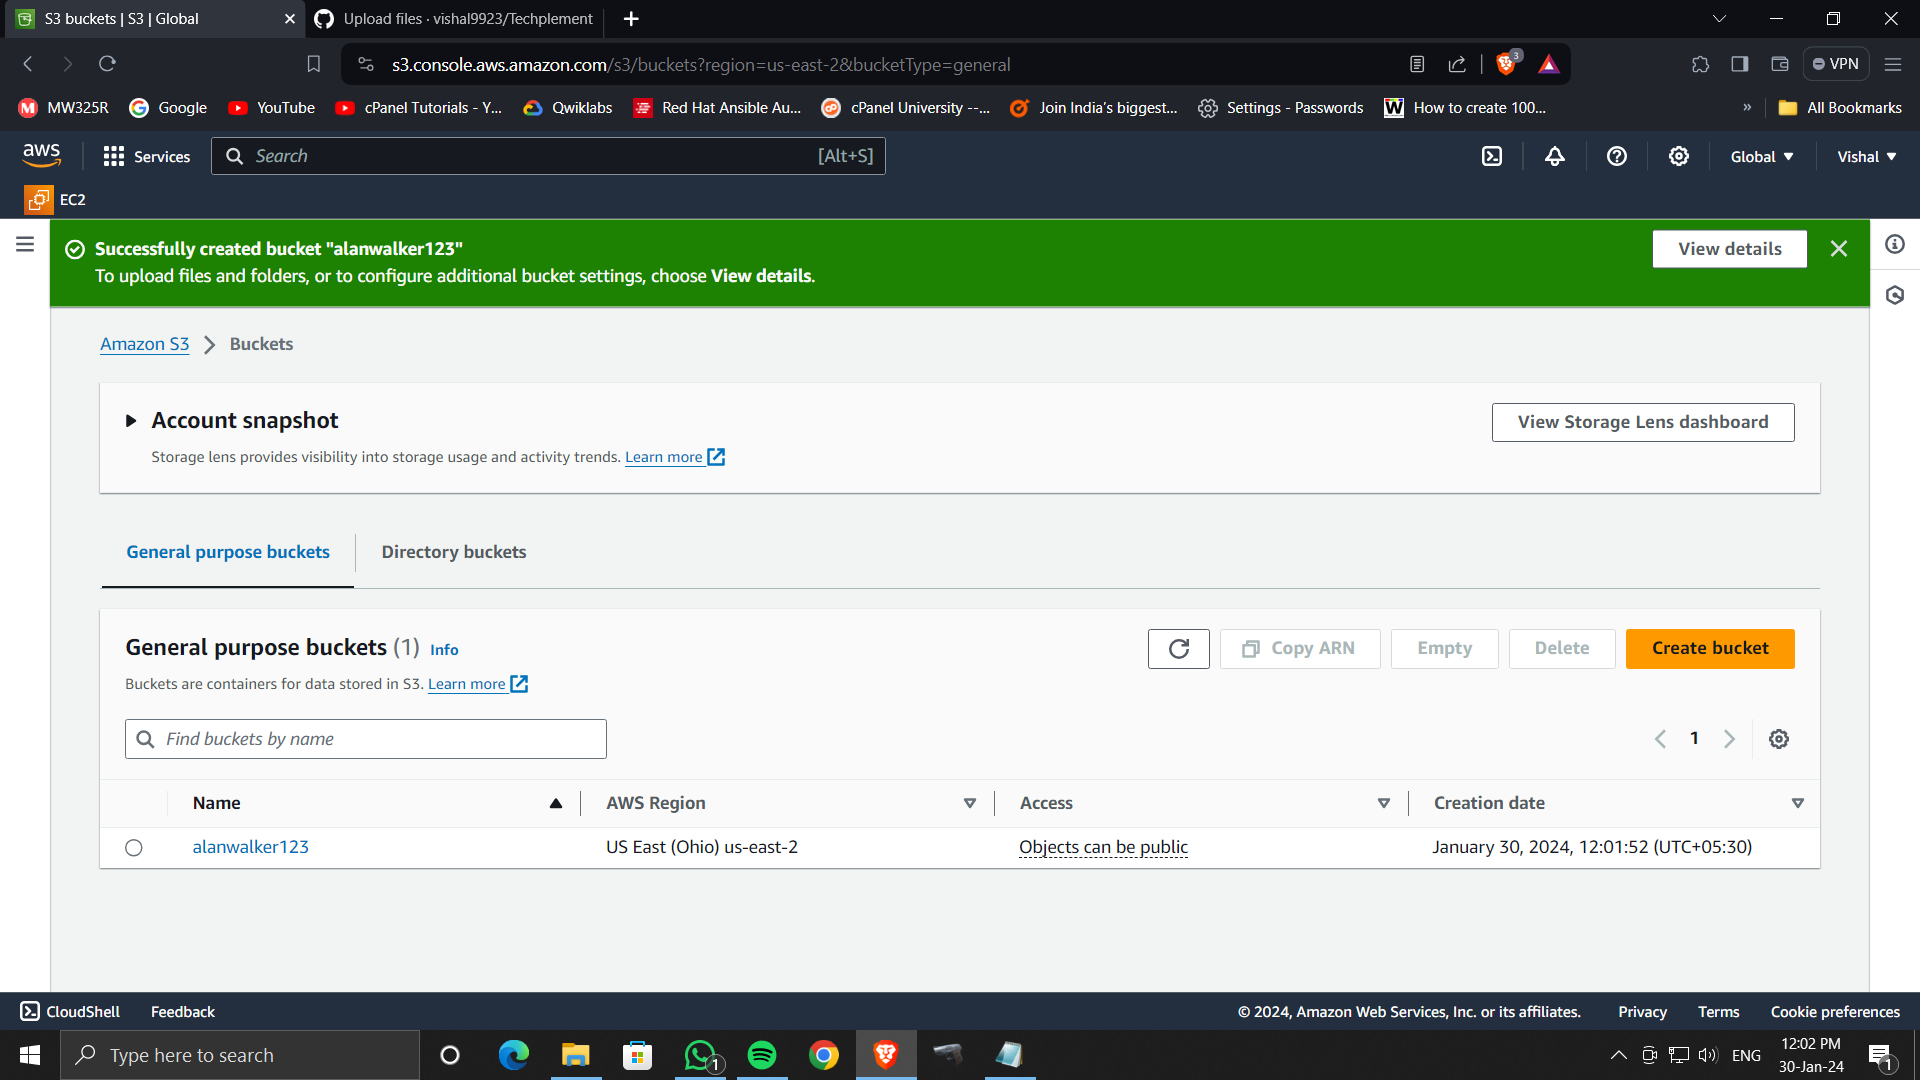 S3 buckets | S3 | Global
Upload files · vishal9923/Techplement
s3.console.aws.amazon.com/s3/buckets?region=us-east-2&bucketType=general
3
VPN
MW325R
Google
YouTube
cPanel Tutorials - Y...
Qwiklabs
Red Hat Ansible Au...
cPanel University --...
Join India's biggest...
Settings - Passwords
How to create 100...
»
All Bookmarks
aws
Services
Search
[Alt+S]
Global
Vishal
EC2
Successfully created bucket "alanwalker123"
To upload files and folders, or to configure additional bucket settings, choose View details.
View details
Amazon S3
Buckets
Account snapshot
View Storage Lens dashboard
Storage lens provides visibility into storage usage and activity trends. Learn more
General purpose buckets
Directory buckets
General purpose buckets (1) Info
Copy ARN
Empty
Delete
Create bucket
Buckets are containers for data stored in S3. Learn more
Find buckets by name
1
Name
AWS Region
Access
Creation date
alanwalker123
US East (Ohio) us-east-2
Objects can be public
January 30, 2024, 12:01:52 (UTC+05:30)
CloudShell
Feedback
© 2024, Amazon Web Services, Inc. or its affiliates.
Privacy
Terms
Cookie preferences
Type here to search
1
ENG
12:02 PM
30-Jan-24
1